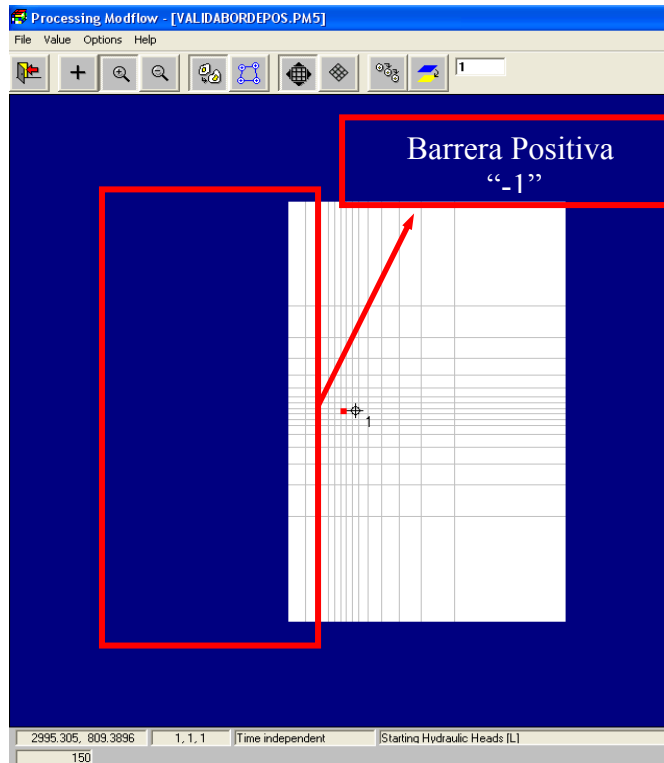 Processing Modflow - [VALIDABORDEPOS.PM5]
File Value Options Help
1
Barrera Positiva
“-1”
1
2995.305, 809.3896 1, 1, 1 Time independent Starting Hydraulic Heads [L]
150